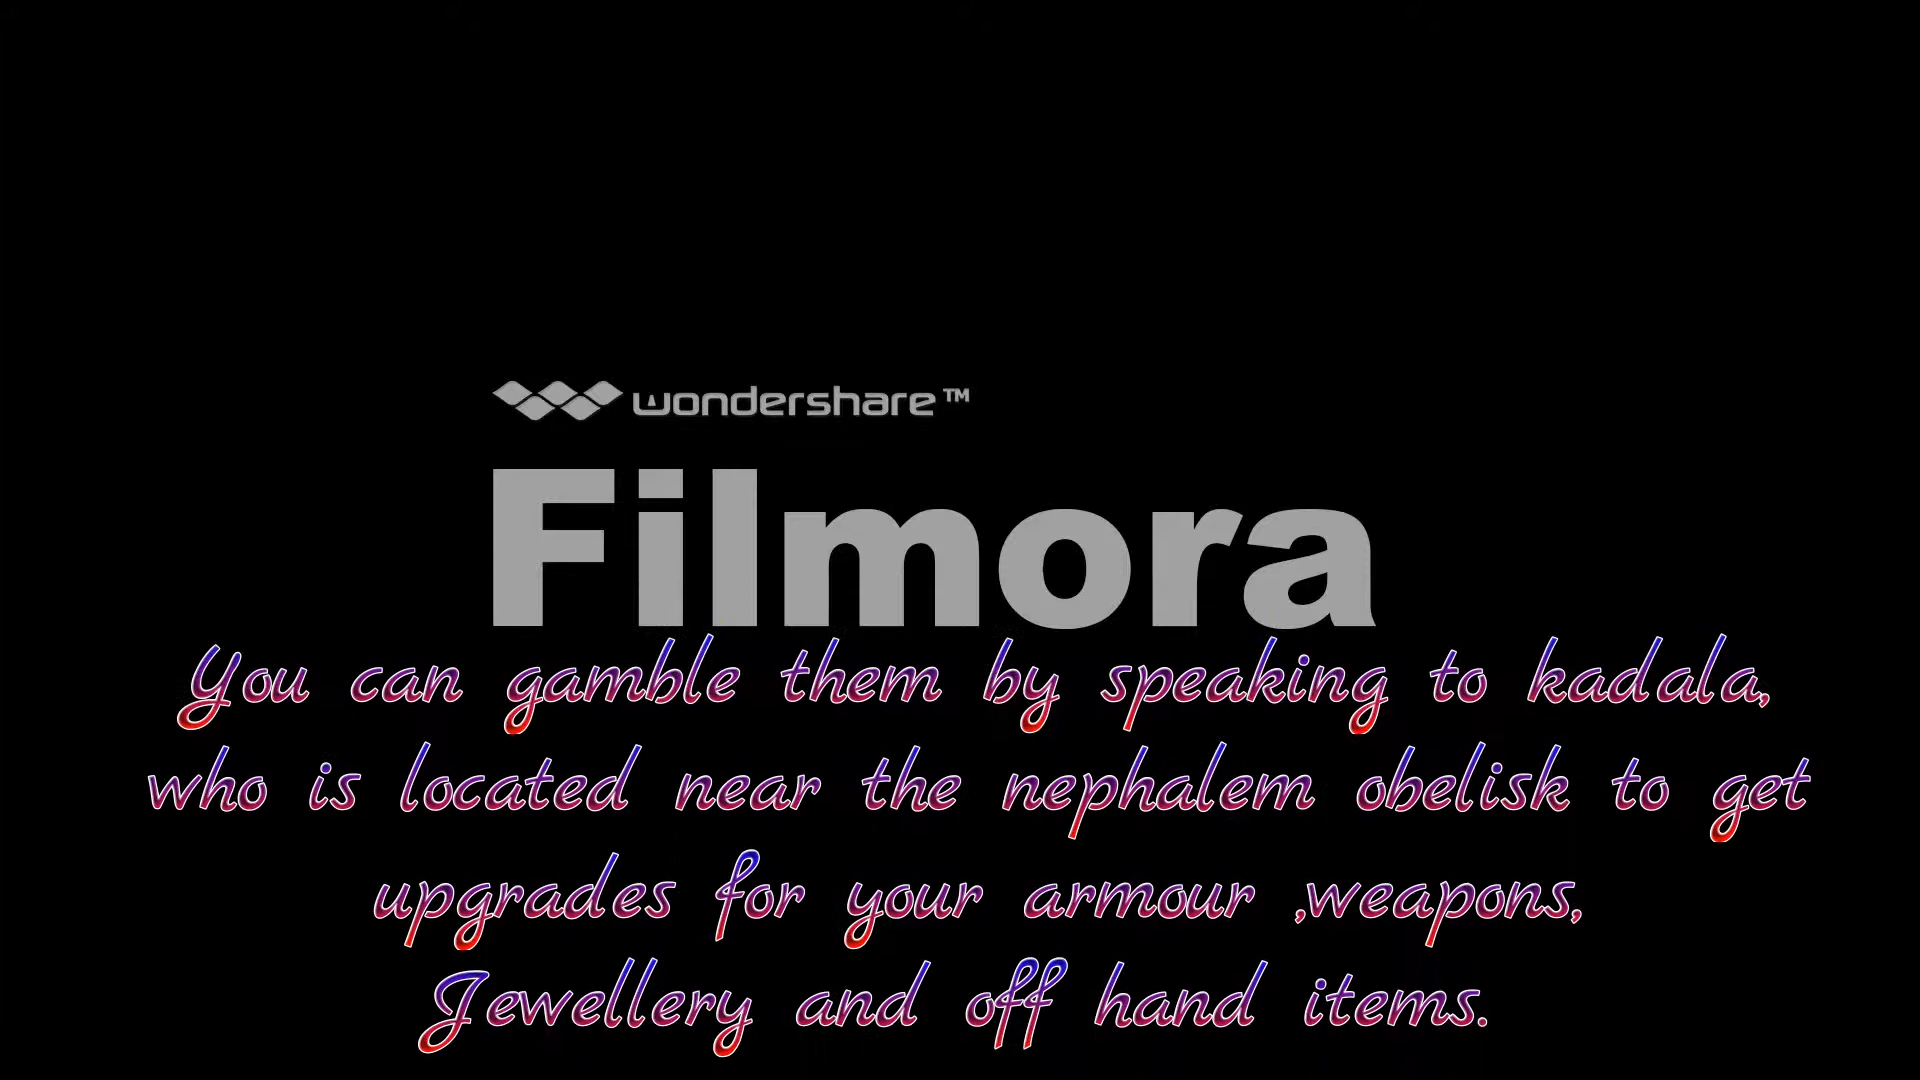 wondershare™
Filmora
You can gamble them by speaking to kadala,
who is located near the nephalem obelisk to get
upgrades for your armour ,weapons,
Jewellery and off hand items.